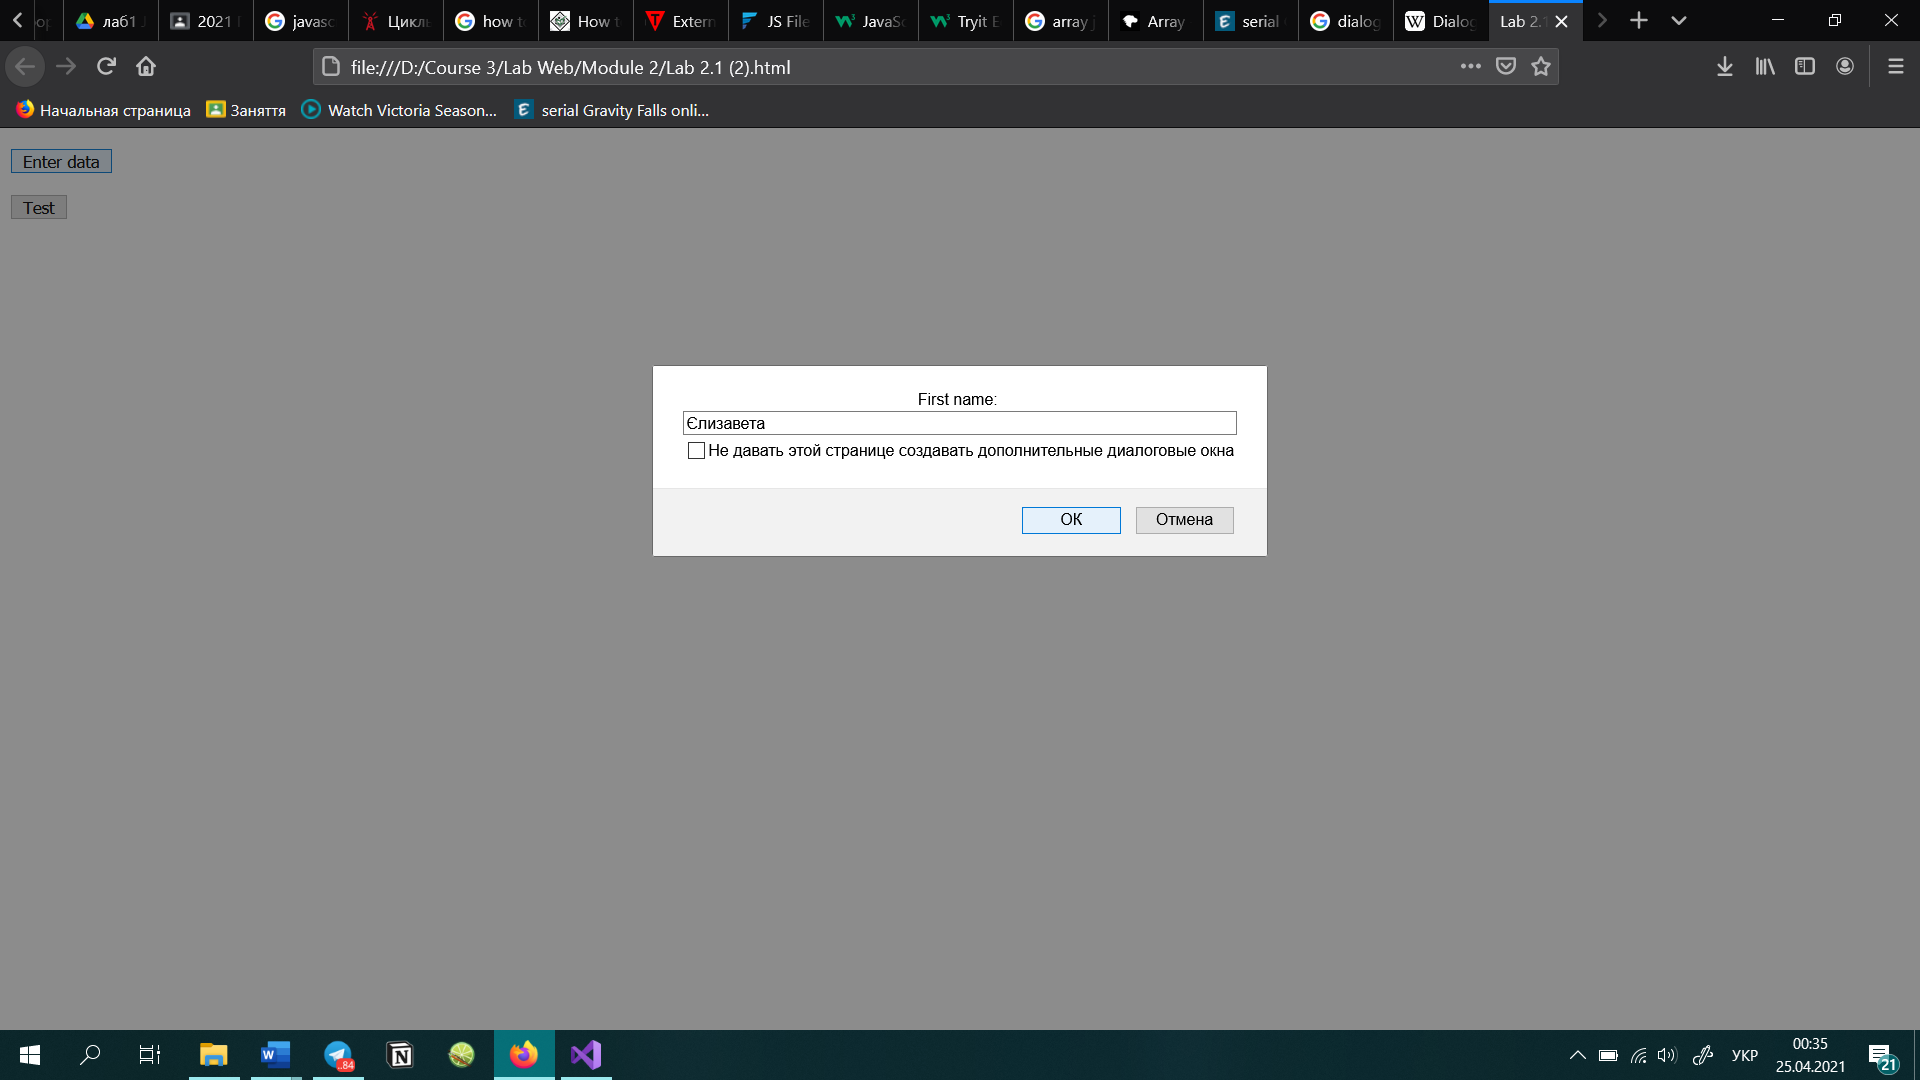 лаб1
2021
javasc
Цикль
how to
How t
Extern
JS File
JavaSc
Tryit E
array j
Array
serial
dialog
Dialog
Lab 2.1
file:///D:/Course 3/Lab Web/Module 2/Lab 2.1 (2).html
Начальная страница
Заняття
Watch Victoria Season...
serial Gravity Falls onli...
Enter data
Test
First name:
Єлизавета
Не давать этой странице создавать дополнительные диалоговые окна
ОК
Отмена
..84
УКР
00:35
25.04.2021
21